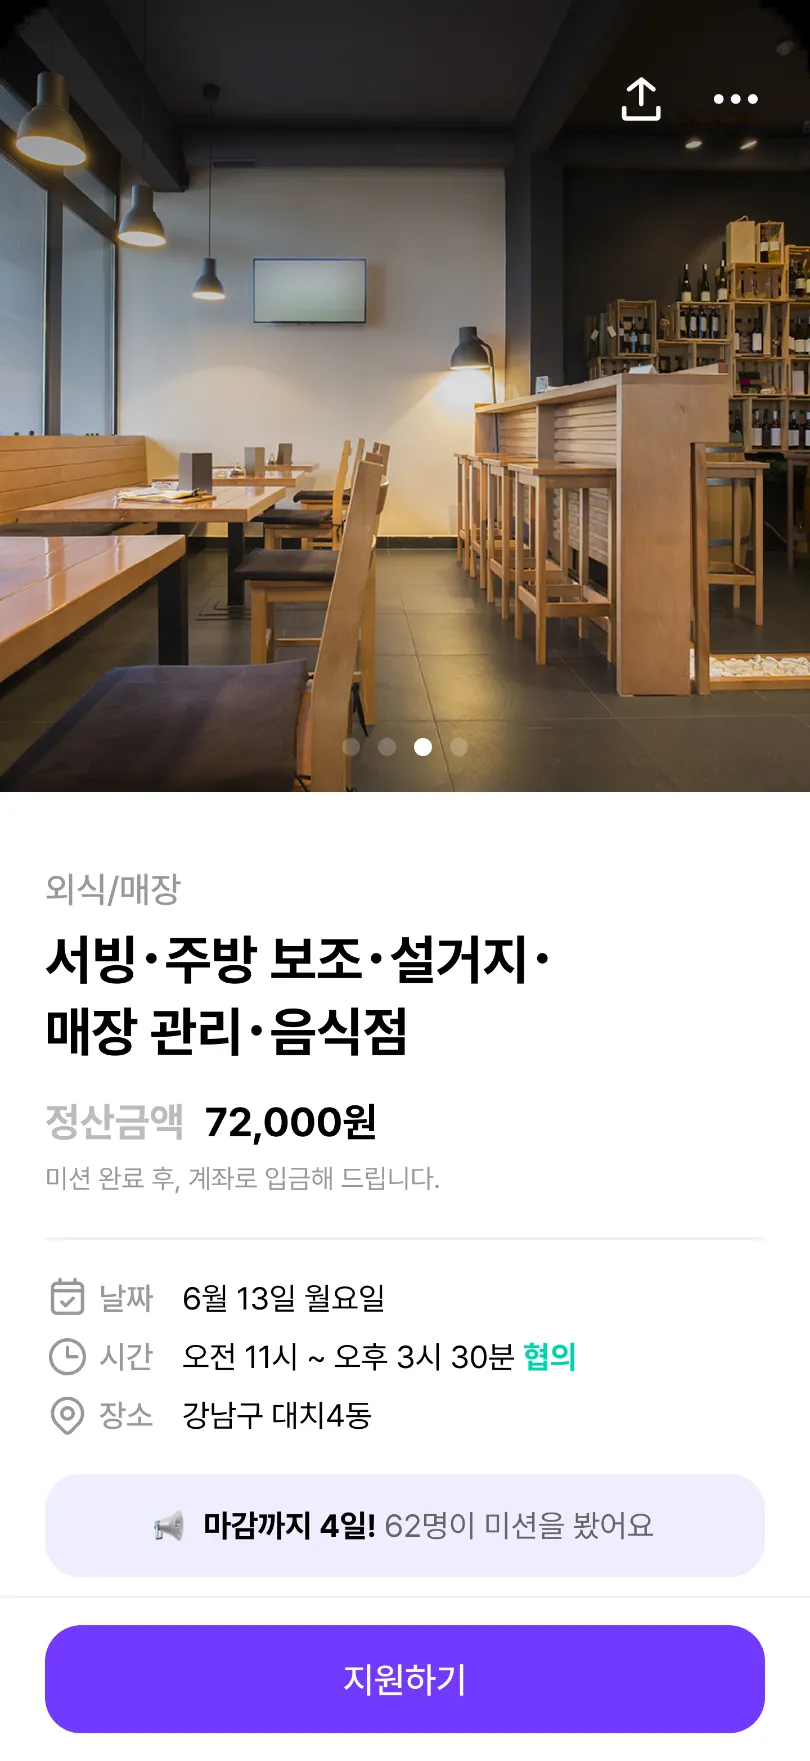 외식/매장
서빙·주방 보조·설거지·
매장 관리·음식점
정산금액 72,000원
미션 완료 후, 계좌로 입금해 드립니다.
날짜 6월 13일 월요일
시간 오전 11시 ~ 오후 3시 30분 협의
장소 강남구 대치4동
마감까지 4일! 62명이 미션을 봤어요
지원하기